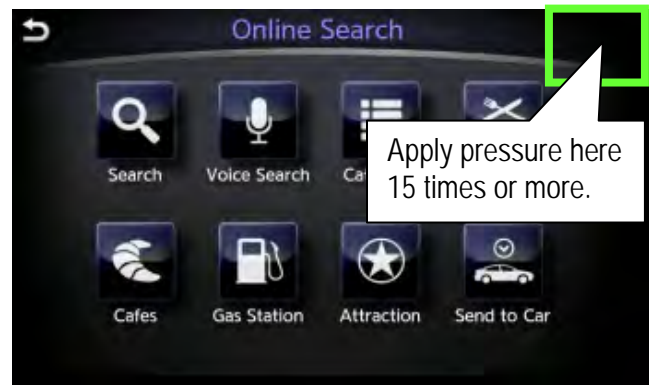 Online Search
Search
Voice Search
Apply pressure here
15 times or more.
Cafes
Gas Station
Attraction
Send to Car